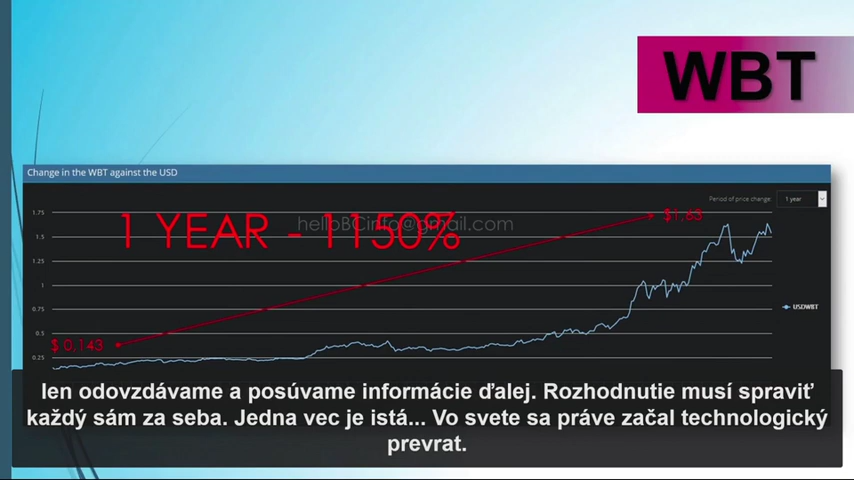 WBT
Change in the WBT against the USD
Period of price change: 1 year
1.75
helpBCinfo@gmail.com
$1,63
1 YEAR - 1150%
1.5
1.25
1
0.75
USDWBT
0.5
$ 0,143
0.25
len odovzdávame a posúvame informácie ďalej. Rozhodnutie musí spraviť
každý sám za seba. Jedna vec je istá... Vo svete sa práve začal technologický
prevrat.